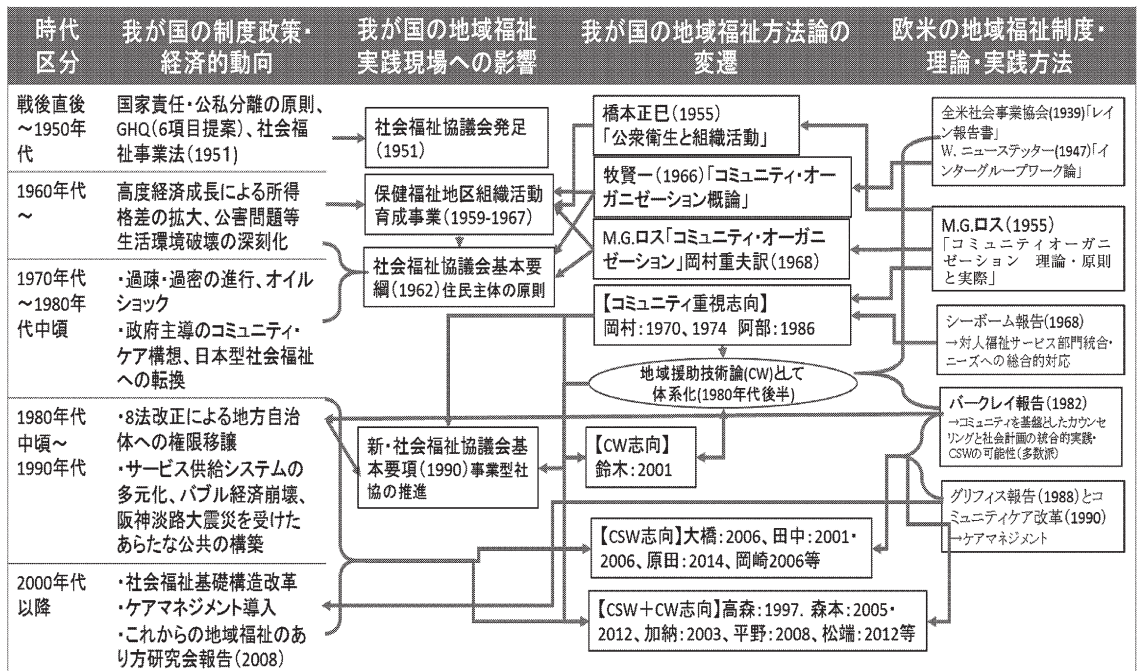 時代
区分
我が国の制度政策・
経済的動向
我が国の地域福祉
実践現場への影響
我が国の地域福祉方法論の
変遷
欧米の地域福祉制度・
理論・実践方法
戦後直後
～1950年
代
国家責任・公私分離の原則、
GHQ(6項目提案)、社会福
祉事業法(1951)
社会福祉協議会発足
(1951)
橋本正巳(1955)
「公衆衛生と組織活動」
全米社会事業協会(1939)「レイ
ン報告書」
W. ニューステッター(1947)「イ
ンターグループワーク論」
1960年代
～
高度経済成長による所得
格差の拡大、公害問題等
生活環境破壊の深刻化
保健福祉地区組織活動
育成事業(1959-1967)
社会福祉協議会基本要
綱(1962)住民主体の原則
牧賢一(1966)「コミュニティ・オー
ガニゼーション概論」
M.G.ロス「コミュニティ・オーガ
ニゼーション」岡村重夫訳(1968)
M.G.ロス(1955)
「コミュニティオーガニ
ゼーション 理論・原則
と実際」
1970年代
～1980年
代中頃
・過疎・過密の進行、オイル
ショック
・政府主導のコミュニティ・
ケア構想、日本型社会福祉
への転換
【コミュニティ重視志向】
岡村:1970、1974 阿部:1986
地域援助技術論(CW)として
体系化(1980年代後半)
シーボーム報告(1968)
→対人福祉サービス部門統合・
ニーズへの総合的対応
1980年代
中頃～
1990年代
・8法改正による地方自治
体への権限移譲
・サービス供給システムの
多元化、バブル経済崩壊、
阪神淡路大震災を受けた
あらたな公共の構築
新・社会福祉協議会基
本要項(1990)事業型社
協の推進
【CW志向】
鈴木:2001
バークレイ報告(1982)
→コミュニティを基盤としたカウンセ
リングと社会計画の統合的実践・
CSWの可能性(多数派)
グリフィス報告(1988)とコ
ミュニティケア改革(1990)
→ケアマネジメント
【CSW志向】大橋:2006、田中:2001・
2006、原田:2014、岡崎2006等
2000年代
以降
・社会福祉基礎構造改革
・ケアマネジメント導入
・これからの地域福祉のあ
り方研究会報告(2008)
【CSW＋CW志向】高森:1997. 森本:2005・
2012、加納:2003、平野:2008、松端:2012等